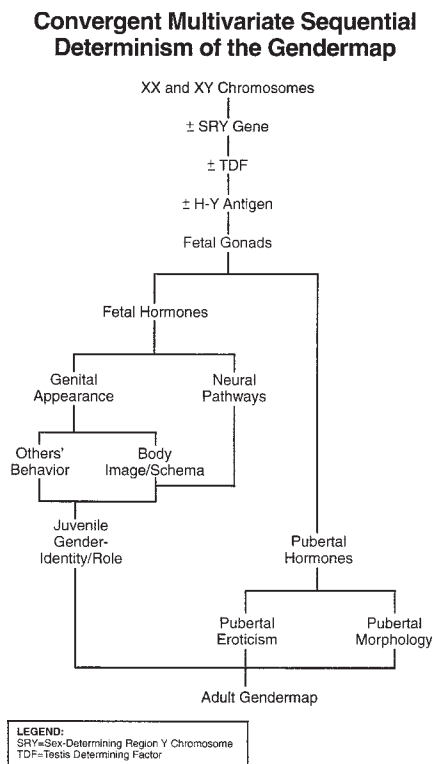 Convergent Multivariate Sequential
Determinism of the Gendermap
XX and XY Chromosomes
± SRY Gene
± TDF
± H-Y Antigen
Fetal Gonads
Fetal Hormones
Genital
Appearance
Neural
Pathways
Others'
Behavior
Body
Image/Schema
Juvenile
Gender-
Identity/Role
Pubertal
Hormones
Pubertal
Eroticism
Pubertal
Morphology
Adult Gendermap
LEGEND:
SRY=Sex-Determining Region Y Chromosome
TDF=Testis Determining Factor